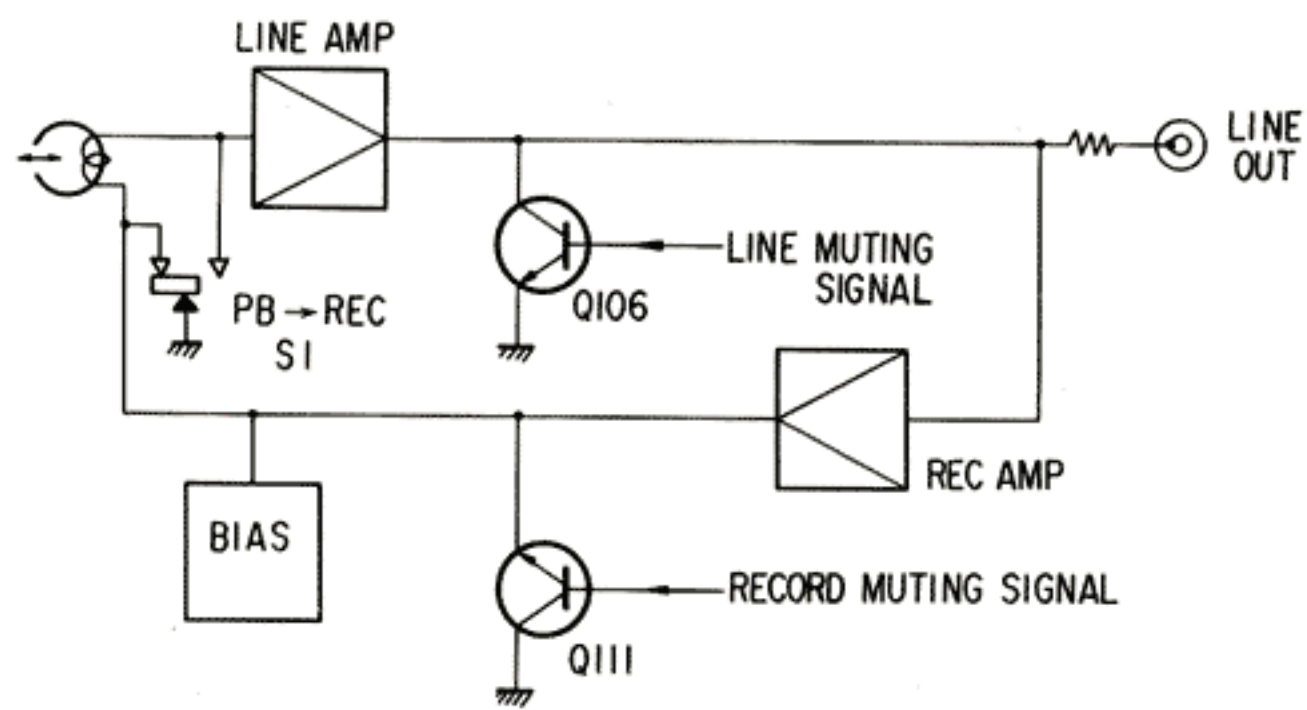 LINE AMP
LINE
OUT
LINE MUTING
SIGNAL
Q106
PB→REC
S1
REC AMP
BIAS
RECORD MUTING SIGNAL
Q111